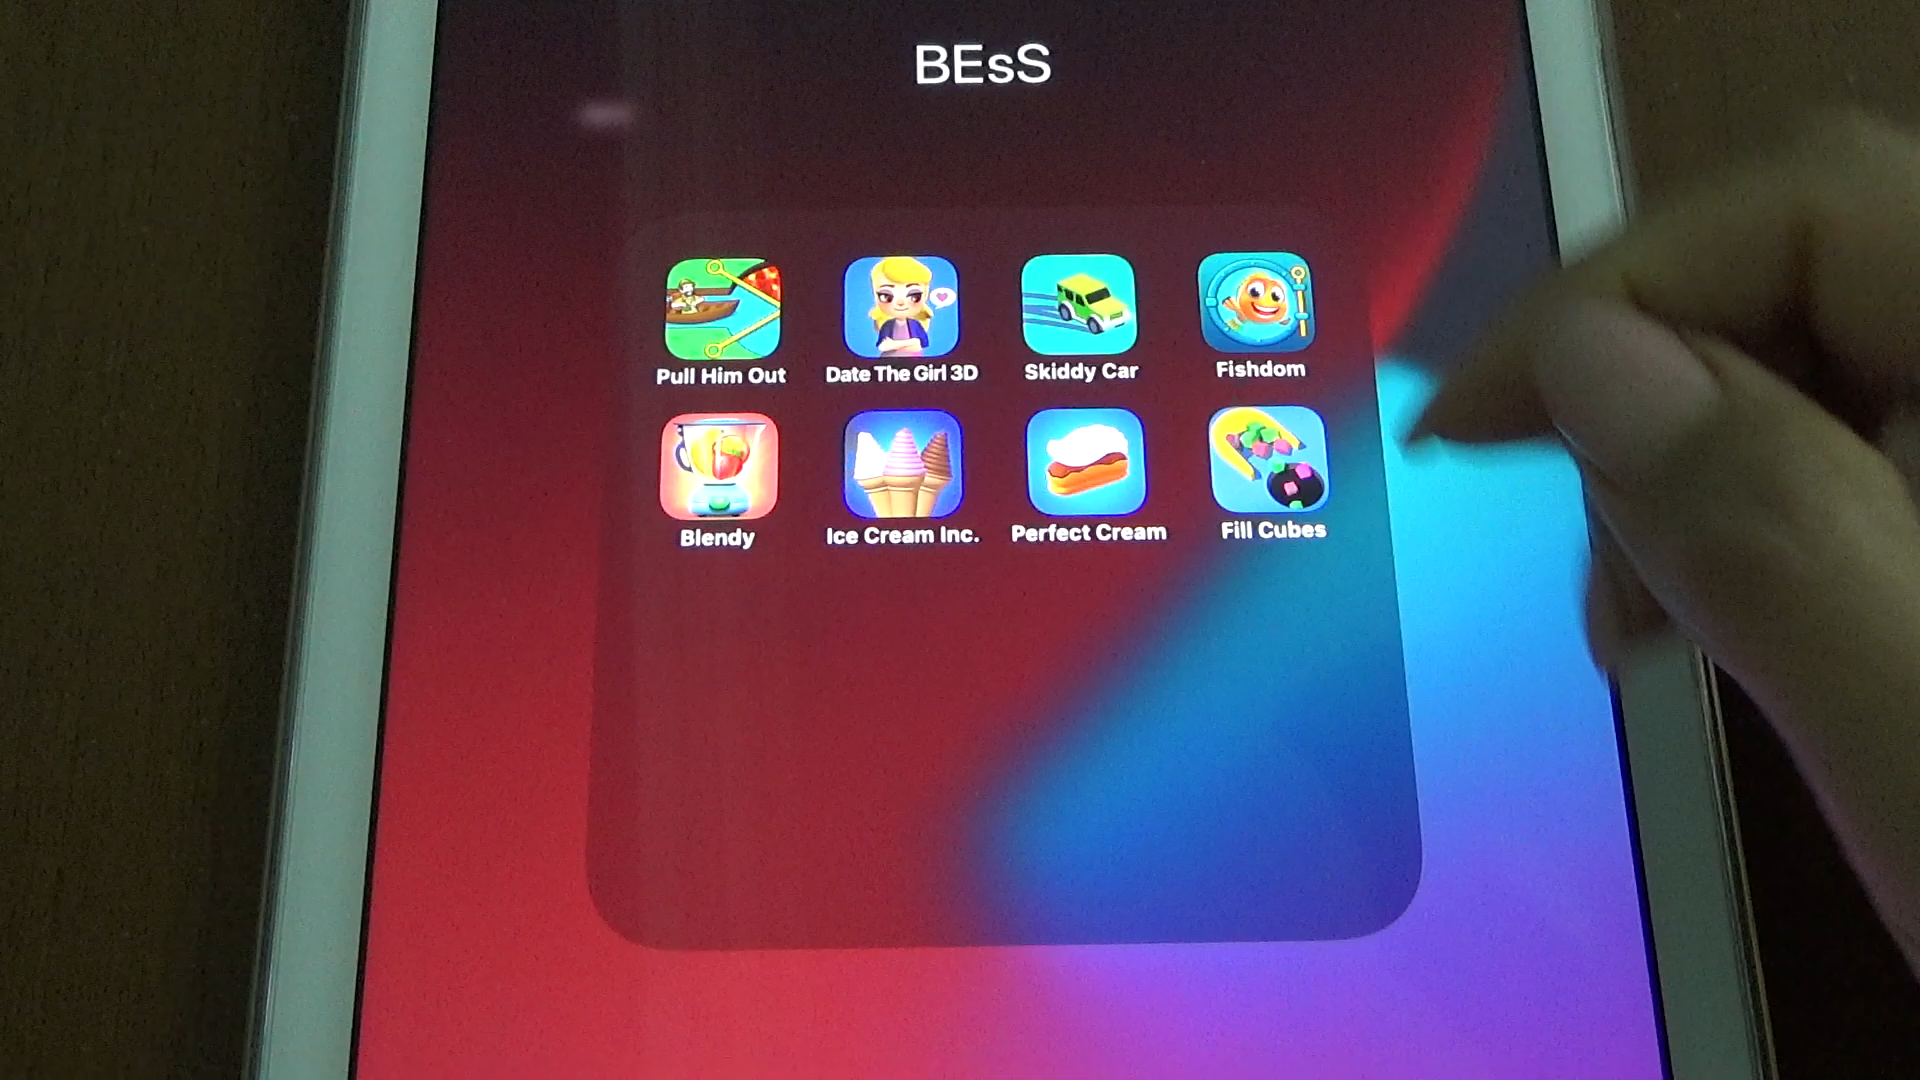 BEsS
Pull Him Out
Date The Girl 3D
Skiddy Car
Fishdom
Blendy
Ice Cream Inc.
Perfect Cream
Fill Cubes